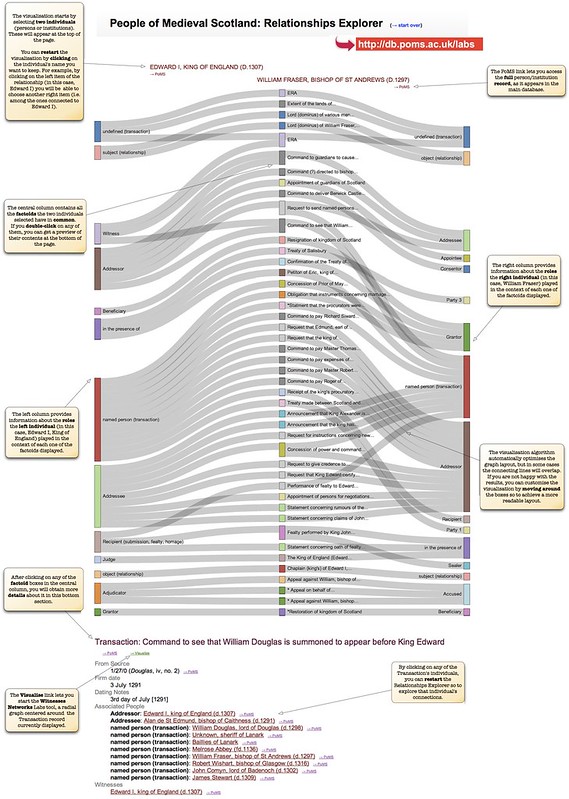 People of Medieval Scotland: Relationships Explorer (→ start over)
http://db.poms.ac.uk/labs
The visualisation starts by
selecting two individuals
(persons or institutions).
These will appear at the top of
the page.
You can restart the
visualisation by clicking on
the individual's name you
want to keep. For example, by
clicking on the left item of the
relationship (in this case,
Edward I) you will be able to
choose another right item (i.e.
among the ones connected to
Edward I).
EDWARD I, KING OF ENGLAND (D.1307)
→ PoMS
WILLIAM FRASER, BISHOP OF ST ANDREWS (D.1297)
→ PoMS
The PoMS link lets you access
the full person/institution
record, as it appears in the
main database.
The central column contains all
the factoids the two individuals
selected have in common.
If you double-click on any of
them, you can get a preview of
their contents at the bottom of
the page.
The left column provides
information about the roles
the left individual (in this
case, Edward I, King of
England) played in the
context of each one of the
factoids displayed.
undefined (transaction)
subject (relationship)
Witness
Addressor
Beneficiary
in the presence of
named person (transaction)
Addressee
Recipient (submission, fealty, homage)
Judge
object (relationship)
Adjudicator
Grantor
ERA
Extent of the lands of...
Lord (dominus) of various men...
Lord (dominus) of William Fraser,...
ERA
Command to guardians to cause...
Command (?) directed to bishop...
Appointment of guardians of Scotland
Command to deliver Berwick Castle...
Request to send named persons...
Command to see that William...
Resignation of kingdom of Scotland
Treaty of Salisbury
Confirmation of the Treaty of...
Petition of Eric, king of...
Concession of Prior of May...
Obligation that instruments concerning marriage...
*Statement that the procurators were...
Command to pay Richard Siward...
Request that Edmund, earl of...
Request that the king of...
Command to pay Master Thomas...
Command to pay expenses of...
Command to pay Master Robert...
Command to pay Roger of...
Receipt of the king's procuratory...
Treaty made between Scotland and...
Announcement that King Alexander is...
Announcement that the king has...
Request for instructions concerning new...
Concession of power and command...
Request to give credence to...
Request that King Edward certify...
Performance of fealty to Edward...
Appointment of persons for negotiations...
Statement concerning rumours of the...
Statement concerning claims of John...
Fealty performed by King John...
Statement concerning oath of fealty...
The King of England (Edward...
Chaplain (king's) of Edward I,...
Appeal against William, bishop of...
* Appeal on behalf of...
* Appeal against William, bishop...
*Restoration of kingdom of Scotland
undefined (transaction)
object (relationship)
Addressee
Appointee
Consentor
Party 3
Grantor
named person (transaction)
Addressor
Recipient
Party 1
in the presence of
Sealer
subject (relationship)
Accused
Beneficiary
The right column provides
information about the roles
the right individual (in this
case, William Fraser) played
in the context of each one of
the factoid displayed.
The visualisation algorithm
automatically optimises the
graph layout, but in some cases
the connecting lines will overlap.
If you are not happy with the
results, you can customize the
visualisation by moving around
the boxes so to achieve a more
readable layout.
After clicking on any of the
factoid boxes in the central
column, you will obtain more
details about it in this bottom
section.
Transaction: Command to see that William Douglas is summoned to appear before King Edward
→ PoMS → Visualise
From Source
1/27/0 (Douglas, iv, no. 2) → PoMS
Firm date
3 July 1291
Dating Notes
3rd day of July [1291]
Associated People
Addressor: Edward I, king of England (d.1307) → PoMS
Addressee: Alan de St Edmund, bishop of Caithness (d.1291) → PoMS
named person (transaction): William Douglas, lord of Douglas (d.1298) → PoMS
named person (transaction): Unknown, sheriff of Lanark → PoMS
named person (transaction): Baillies of Lanark → PoMS
named person (transaction): Melrose Abbey (fd.1136) → PoMS
named person (transaction): William Fraser, bishop of St Andrews (d.1297) → PoMS
named person (transaction): Robert Wishart, bishop of Glasgow (d.1316) → PoMS
named person (transaction): John Comyn, lord of Badenoch (d.1302) → PoMS
named person (transaction): James Stewart (d.1309) → PoMS
Witnesses
Edward I, king of England (d.1307) → PoMS
The Visualise link lets you
start the Witnesses
Networks Labs tool, a radial
graph centered around the
Transaction record
currently displayed.
By clicking on any of the
Transaction's individuals,
you can restart the
Relationships Explorer so to
explore that individual's
connections.